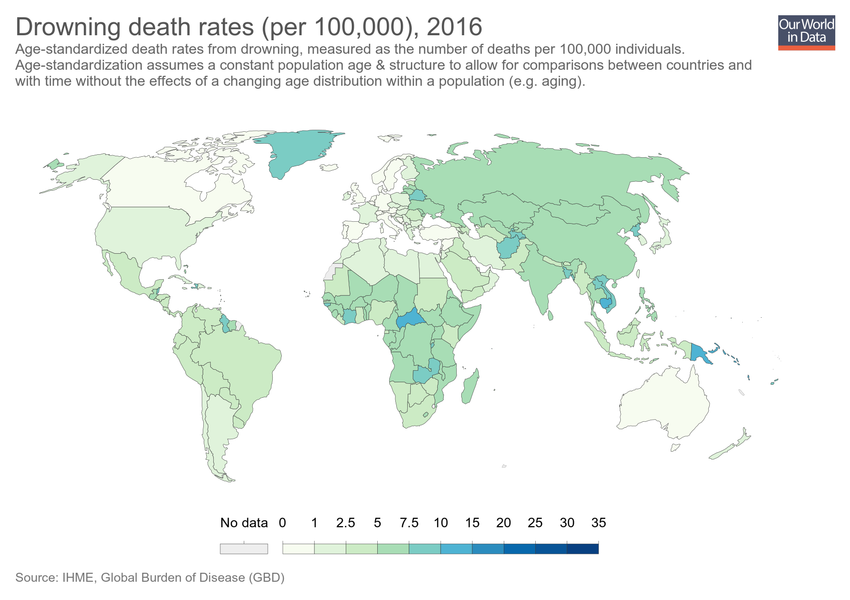 Drowning death rates (per 100,000), 2016
Our World
in Data
Age-standardized death rates from drowning, measured as the number of deaths per 100,000 individuals.
Age-standardization assumes a constant population age & structure to allow for comparisons between countries and
with time without the effects of a changing age distribution within a population (e.g. aging).
No data 0 1 2.5 5 7.5 10 15 20 25 30 35
Source: IHME, Global Burden of Disease (GBD)